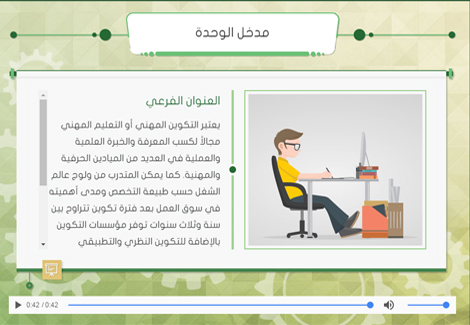 مدخل الوحدة
العنوان الفرعي
يعتبر التكوين المهني أو التعليم المهني
مجالاً لكسب المعرفة والخبرة العلمية
والعملية في العديد من الميادين الحرفية
والمهنية. كما يمكن المتدرب من ولوج عالم
الشغل حسب طبيعة التخصص ومدى أهميته
في سوق العمل بعد فترة تكوين تتراوح بين
سنة وثلاث سنوات توفر مؤسسات التكوين
بالإضافة للتكوين النظري والتطبيقي
0:42 / 0:42